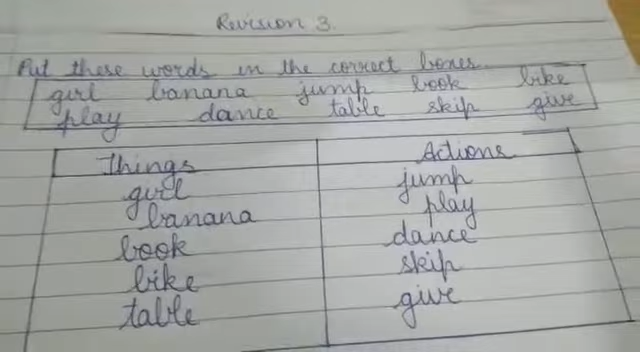 Revision 3.
Put these words in the correct boxes.
girl banana jump book bike
play dance table skip give
Things Actions
girl jump
banana play
book dance
bike skip
table give